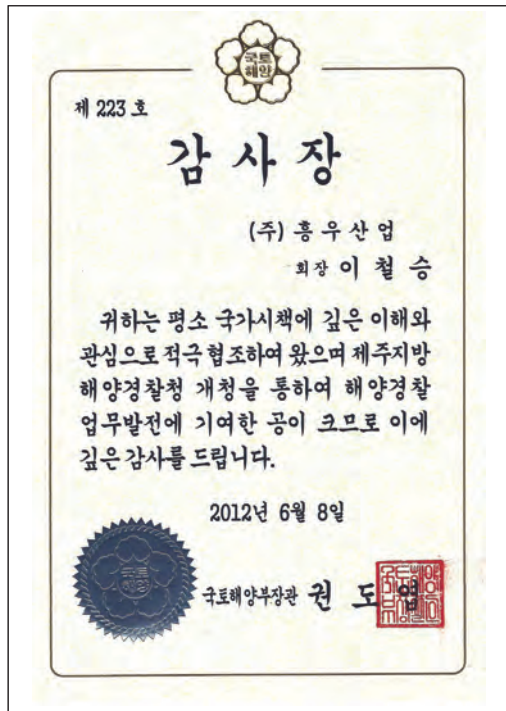 국토
해양
제 223 호
감사장
(주) 흥우산업
회장 이철승
귀하는 평소 국가시책에 깊은 이해와
관심으로 적극 협조하여 왔으며 제주지방
해양경찰청 개청을 통하여 해양경찰
업무발전에 기여한 공이 크므로 이에
깊은 감사를 드립니다.
2012년 6월 8일
국토
해양
국토해양부장관 권도엽